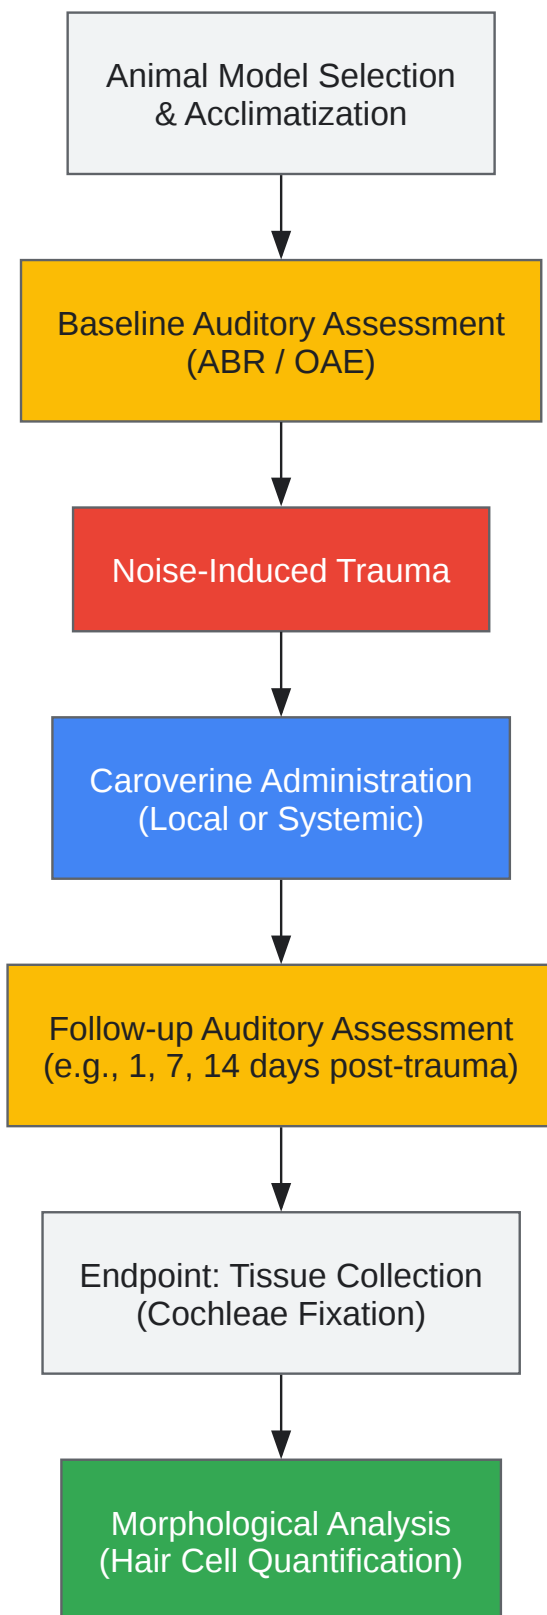 Animal Model Selection
& Acclimatization
Baseline Auditory Assessment
(ABR / OAE)
Noise-Induced Trauma
Caroverine Administration
(Local or Systemic)
Follow-up Auditory Assessment
(e.g., 1, 7, 14 days post-trauma)
Endpoint: Tissue Collection
(Cochleae Fixation)
Morphological Analysis
(Hair Cell Quantification)